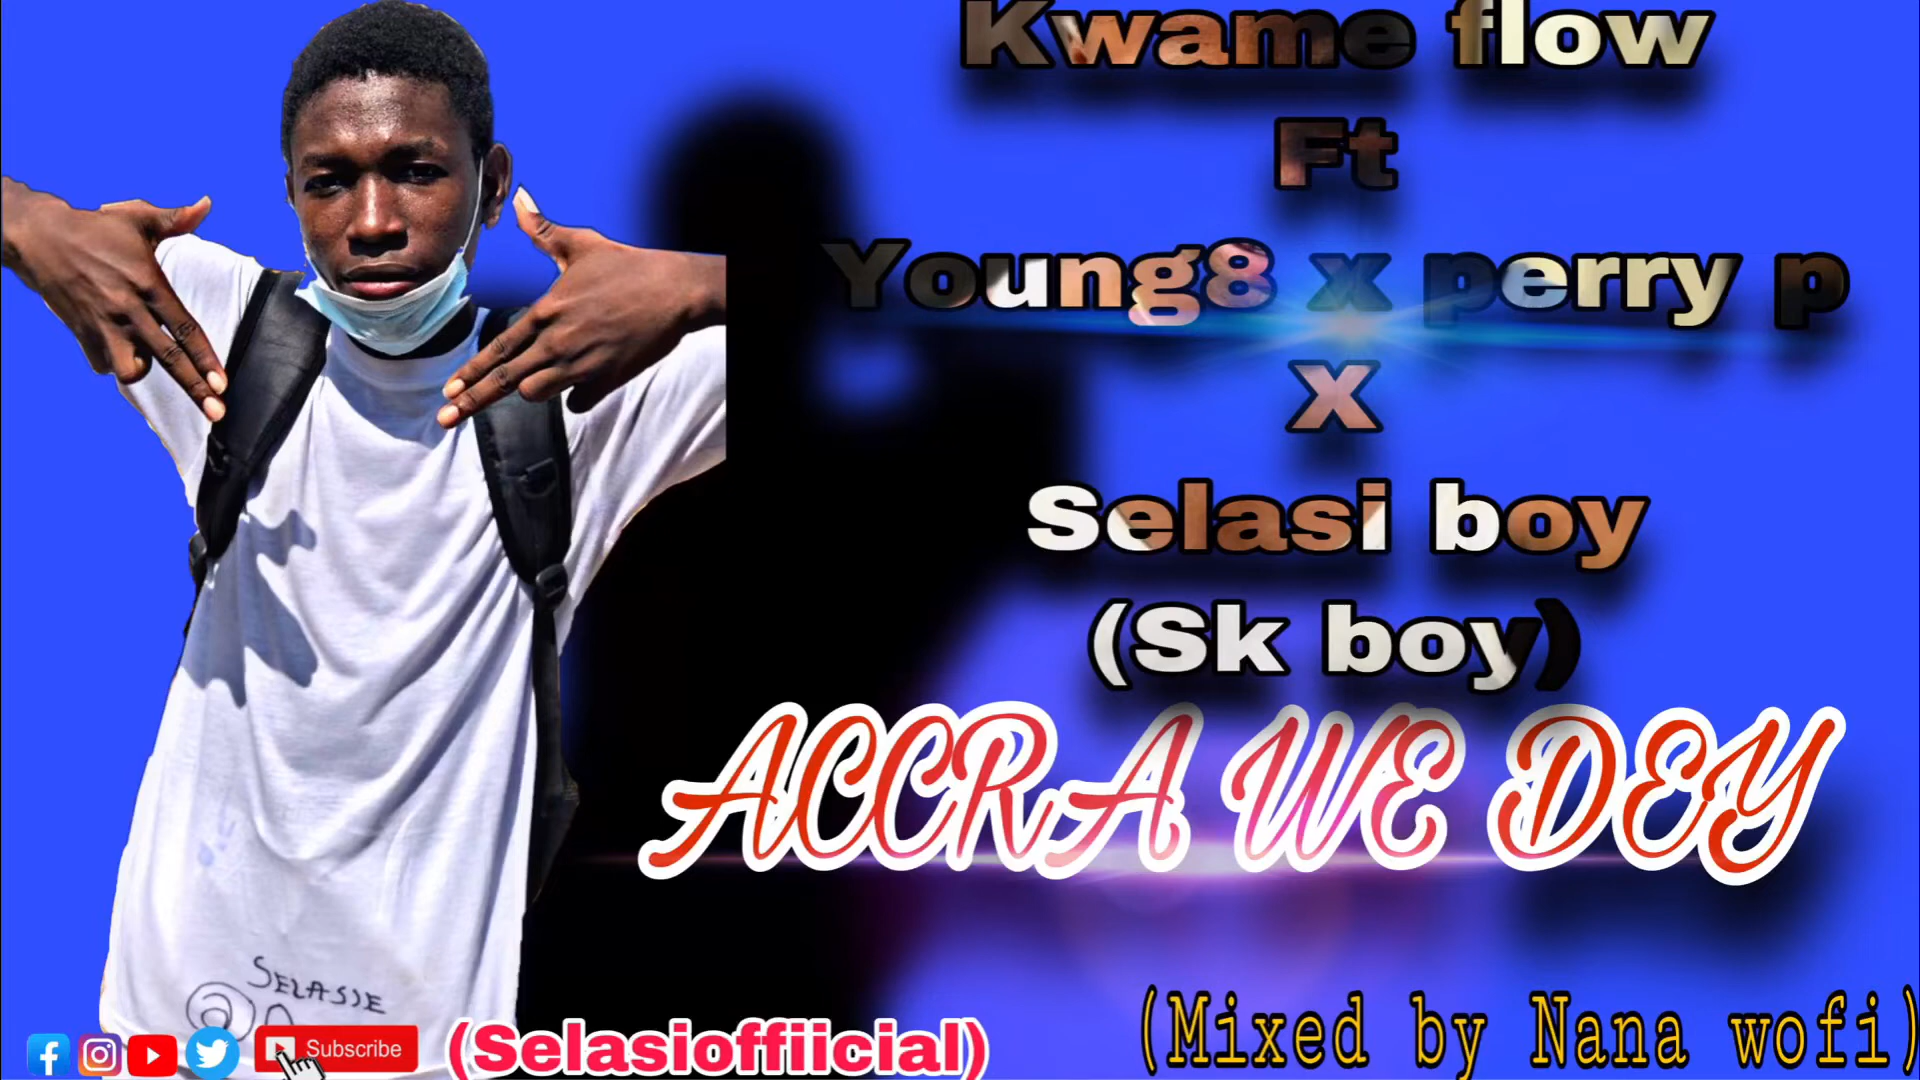 Kwame flow
Ft
Young8 x perry p
x
Selasi boy
(Sk boy)
ACCRA WE DEY
SELASIE
Subscribe
(Selasioffiicial)
(Mixed by Nana wofi)